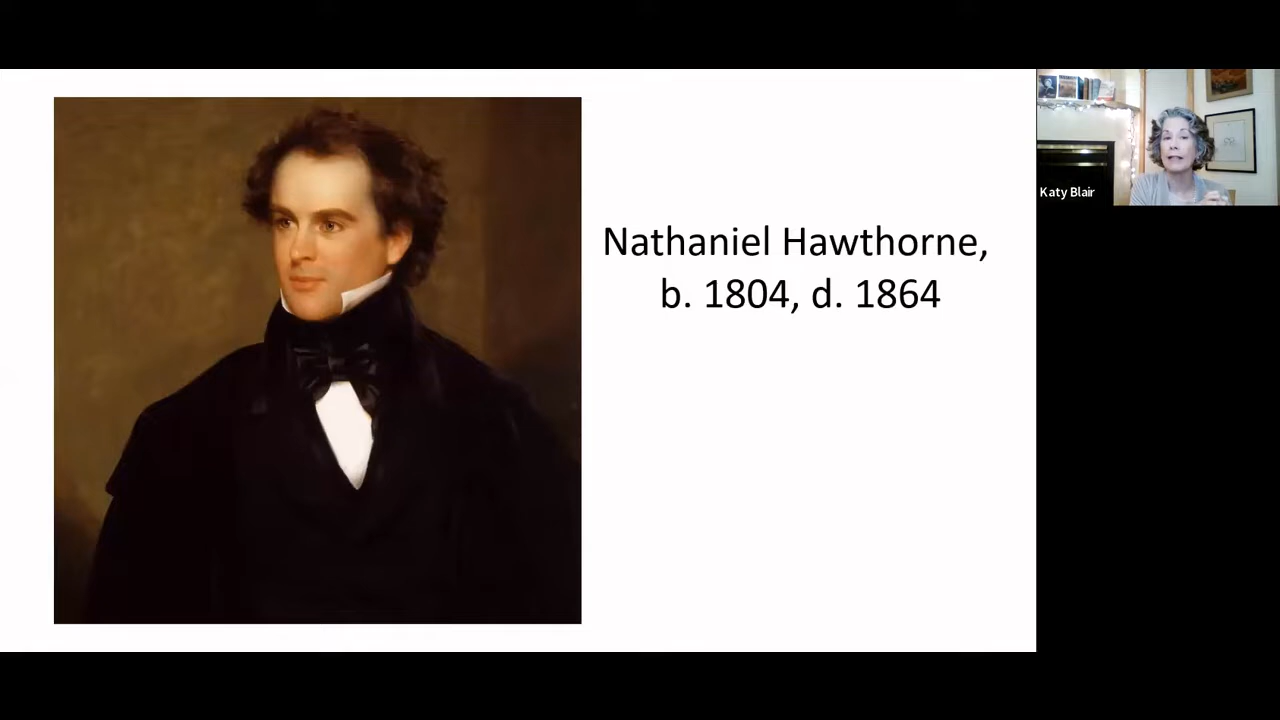 Nathaniel Hawthorne,
b. 1804, d. 1864
Katy Blair